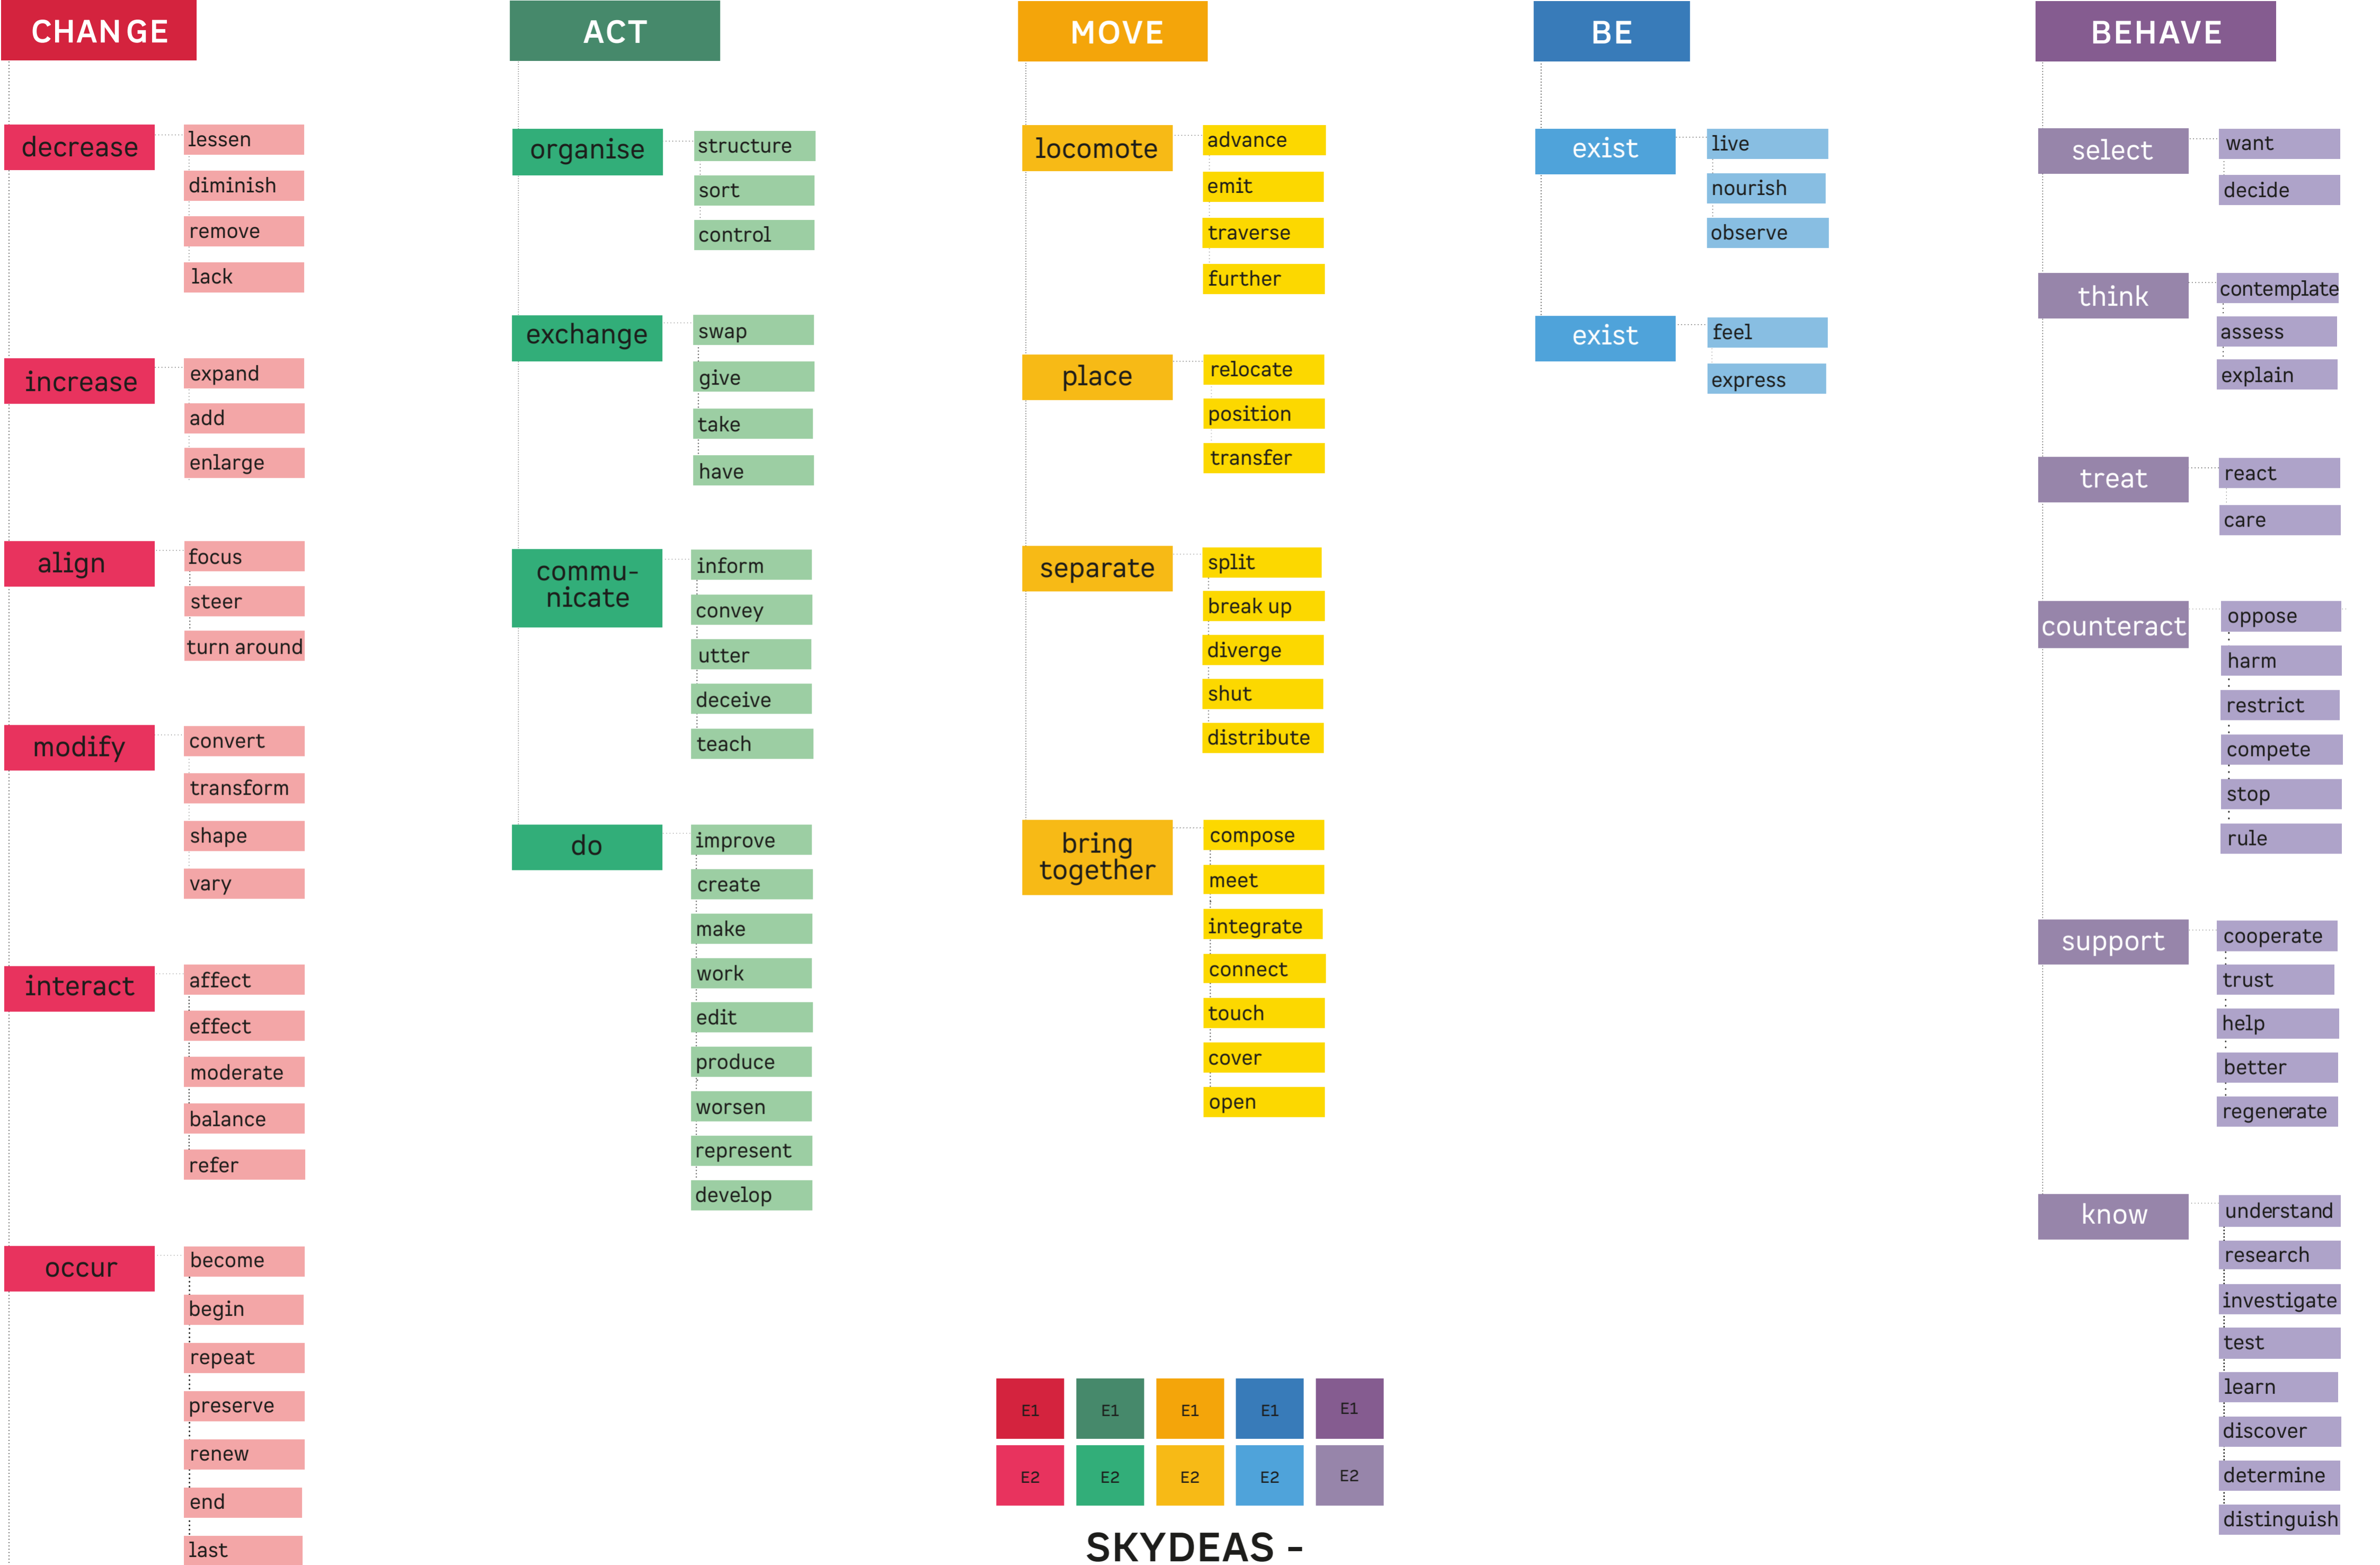 CHANGE
decrease
lessen
diminish
remove
lack
increase
expand
add
enlarge
align
focus
steer
turn around
modify
convert
transform
shape
vary
interact
affect
effect
moderate
balance
refer
occur
become
begin
repeat
preserve
renew
end
last
ACT
organise
structure
sort
control
exchange
swap
give
take
have
commu-
nicate
inform
convey
utter
deceive
teach
do
improve
create
make
work
edit
produce
worsen
represent
develop
MOVE
locomote
advance
emit
traverse
further
place
relocate
position
transfer
separate
split
break up
diverge
shut
distribute
bring
together
compose
meet
integrate
connect
touch
cover
open
BE
exist
live
nourish
observe
exist
feel
express
BEHAVE
select
want
decide
think
contemplate
assess
explain
treat
react
care
counteract
oppose
harm
restrict
compete
stop
rule
support
cooperate
trust
help
better
regenerate
know
understand
research
investigate
test
learn
discover
determine
distinguish
E1 E1 E1 E1 E1
E2 E2 E2 E2 E2
SKYDEAS -